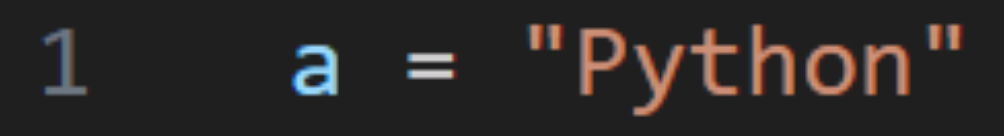 1 a = "Python"